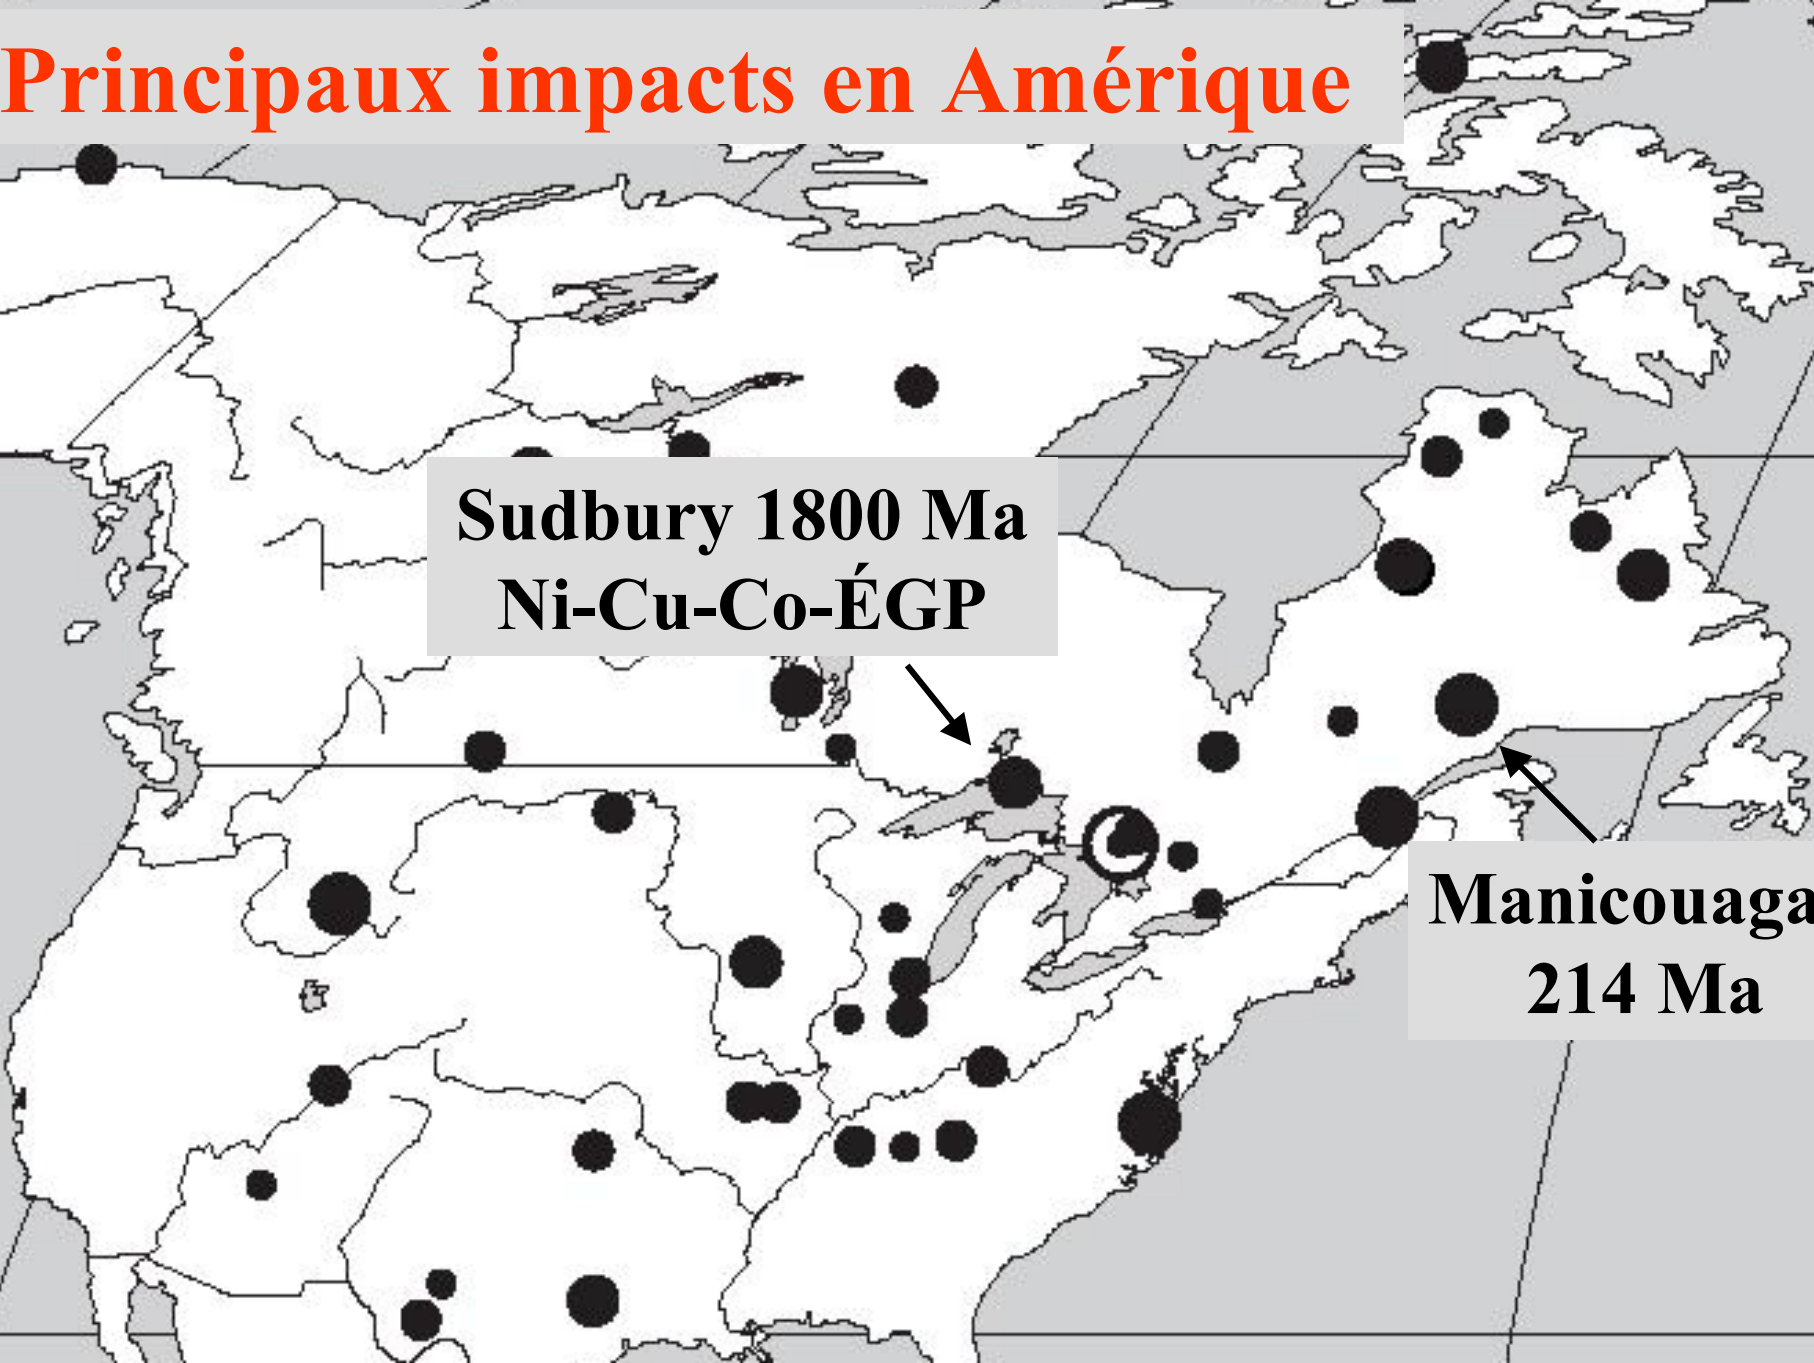 Principaux impacts en Amérique
Sudbury 1800 Ma
Ni-Cu-Co-ÉGP
Manicouaga
214 Ma